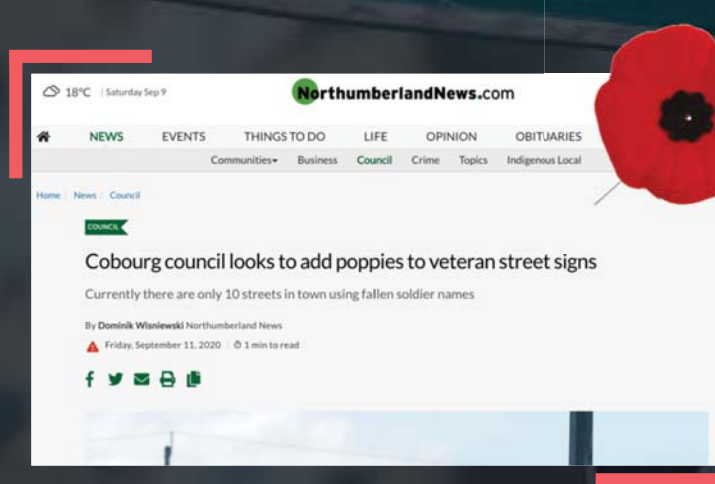 18°C | Saturday Sep 9
NorthumberlandNews.com
NEWS EVENTS THINGS TO DO LIFE OPINION OBITUARIES
Communities Business Council Crime Topics Indigenous Local
Home / News / Council
COUNCIL
Cobourg council looks to add poppies to veteran street signs
Currently there are only 10 streets in town using fallen soldier names
By Dominik Wisniewski Northumberland News
Friday, September 11, 2020 | 1 min to read